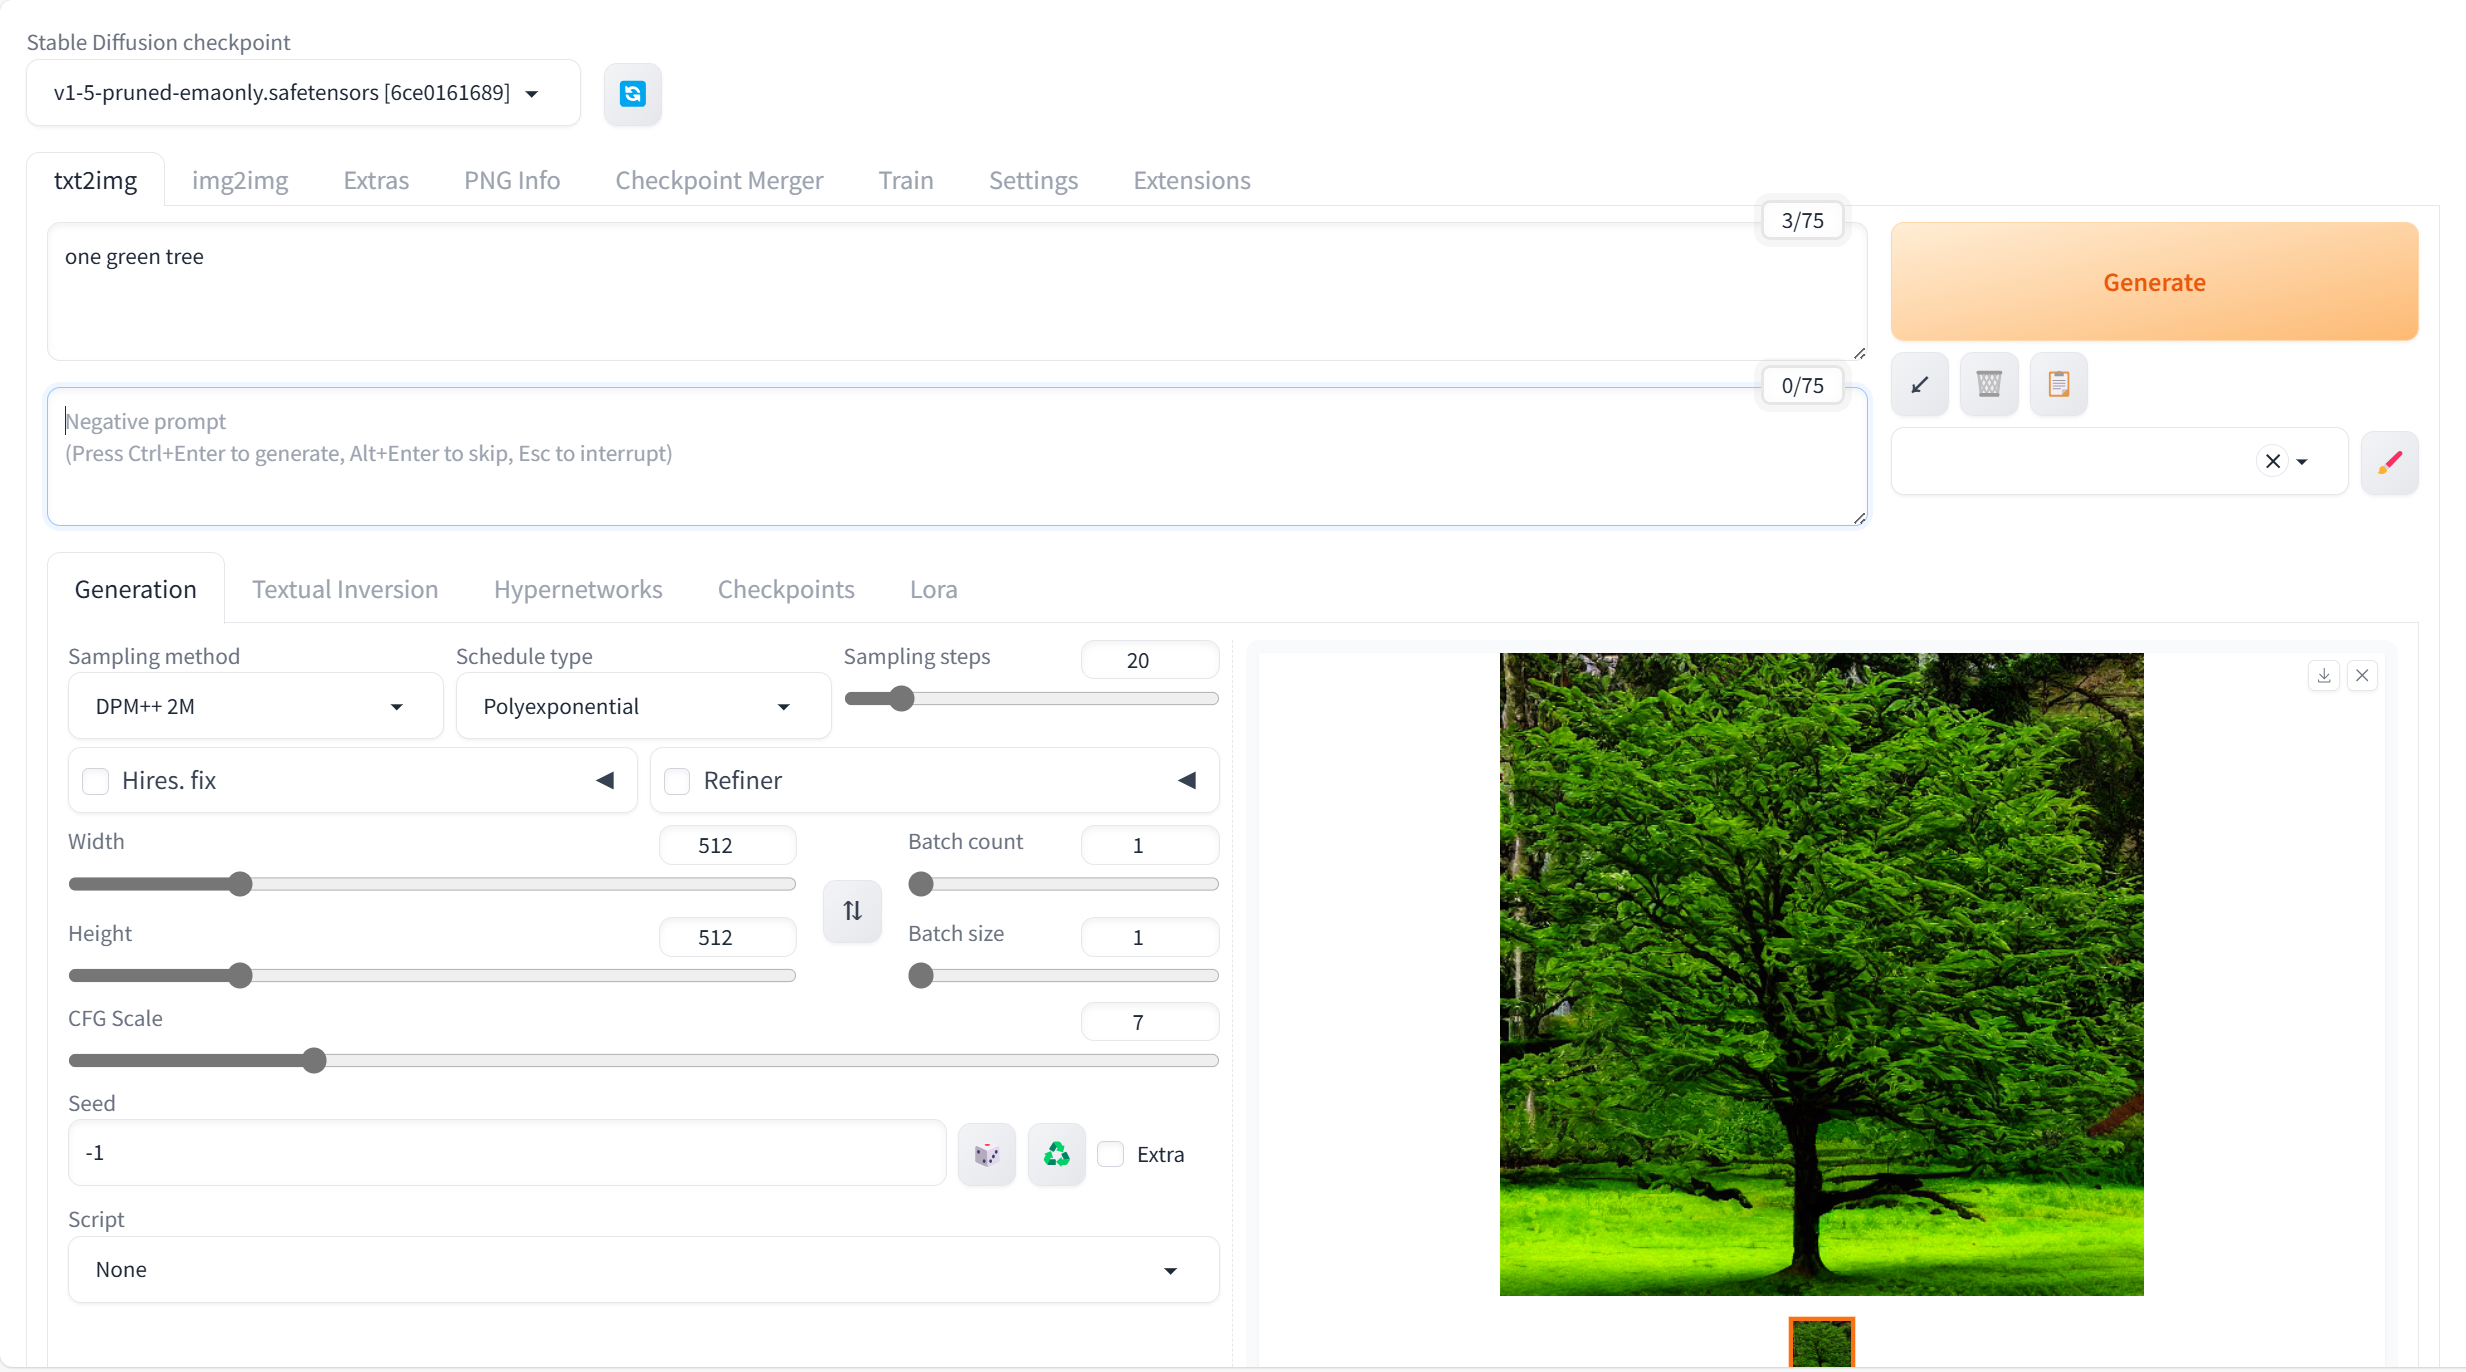 Stable Diffusion checkpoint
v1-5-pruned-emaonly.safetensors [6ce0161689]
txt2img
img2img
Extras
PNG Info
Checkpoint Merger
Train
Settings
Extensions
3/75
one green tree
Generate
0/75
Negative prompt
(Press Ctrl+Enter to generate, Alt+Enter to skip, Esc to interrupt)
Generation
Textual Inversion
Hypernetworks
Checkpoints
Lora
Sampling method
DPM++ 2M
Schedule type
Polyexponential
Sampling steps
20
Hires. fix
Refiner
Width
512
Height
512
Batch count
1
Batch size
1
CFG Scale
7
Seed
-1
Extra
Script
None